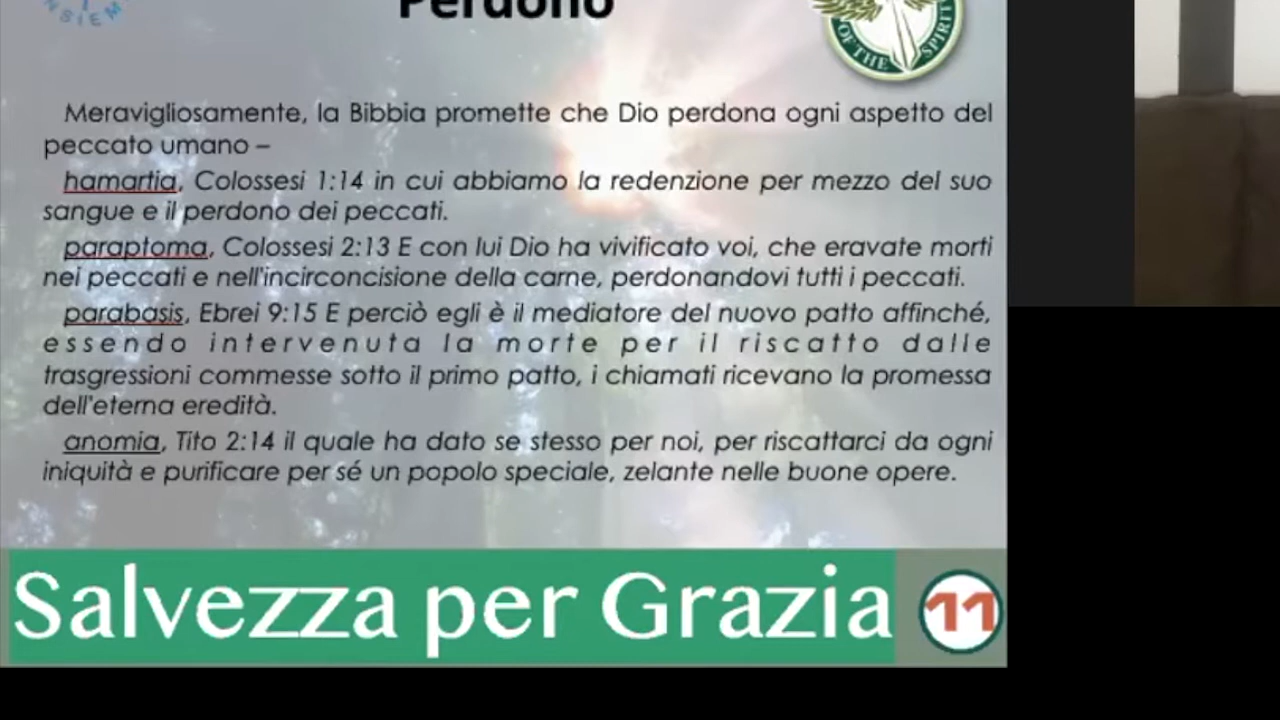 NSIEM
Perdono
OF THE SPIRIT
Meravigliosamente, la Bibbia promette che Dio perdona ogni aspetto del
peccato umano –
hamartia, Colossesi 1:14 in cui abbiamo la redenzione per mezzo del suo
sangue e il perdono dei peccati.
paraptoma, Colossesi 2:13 E con lui Dio ha vivificato voi, che eravate morti
nei peccati e nell'incirconcisione della carne, perdonandovi tutti i peccati.
parabasis, Ebrei 9:15 E perciò egli è il mediatore del nuovo patto affinché,
essendo intervenuta la morte per il riscatto dalle
trasgressioni commesse sotto il primo patto, i chiamati ricevano la promessa
dell'eterna eredità.
anomia, Tito 2:14 il quale ha dato se stesso per noi, per riscattarci da ogni
iniquità e purificare per sé un popolo speciale, zelante nelle buone opere.
Salvezza per Grazia
11